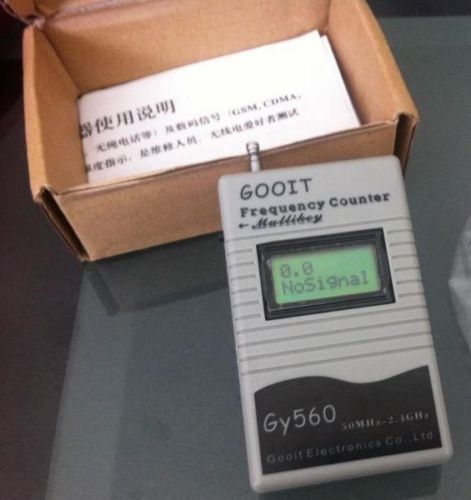 器使用说明
无绳电话等）及数码信号（GSM,CDMA,
强度指示，是维修人员、无线电爱好者测试
GOOIT
Frequency Counter
← Mullikey
0.0
NoSignal
Gy560
50MHz-2.4GHz
Gooit Electronics Co.,Ltd